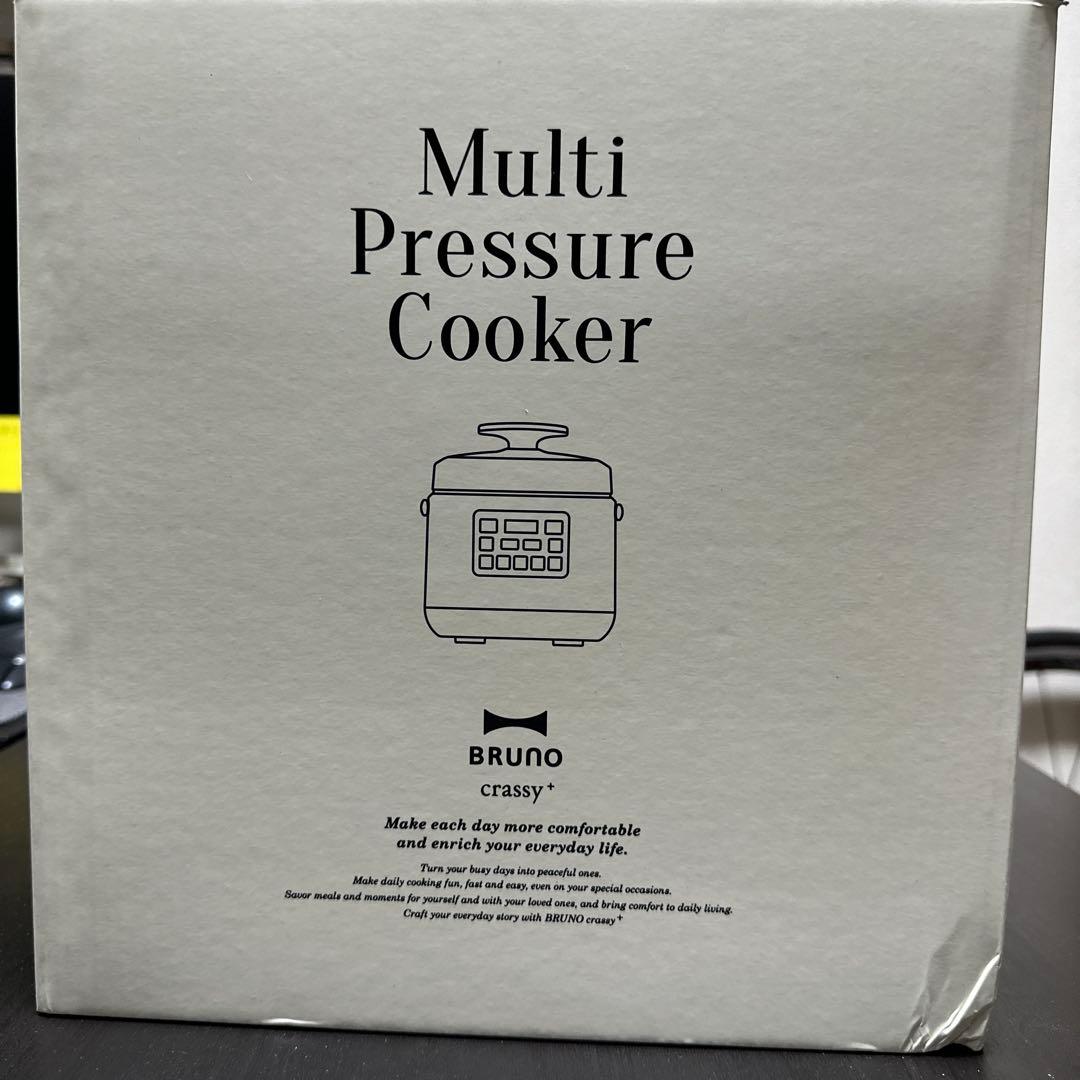 Multi
Pressure
Cooker
BRUNO
crassy+
Make each day more comfortable
and enrich your everyday life.
Turn your busy days into peaceful ones.
Make daily cooking fun, fast and easy, even on your special occasions.
Savor meals and moments for yourself and with your loved ones, and bring comfort to daily living.
Craft your everyday story with BRUNO crassy+